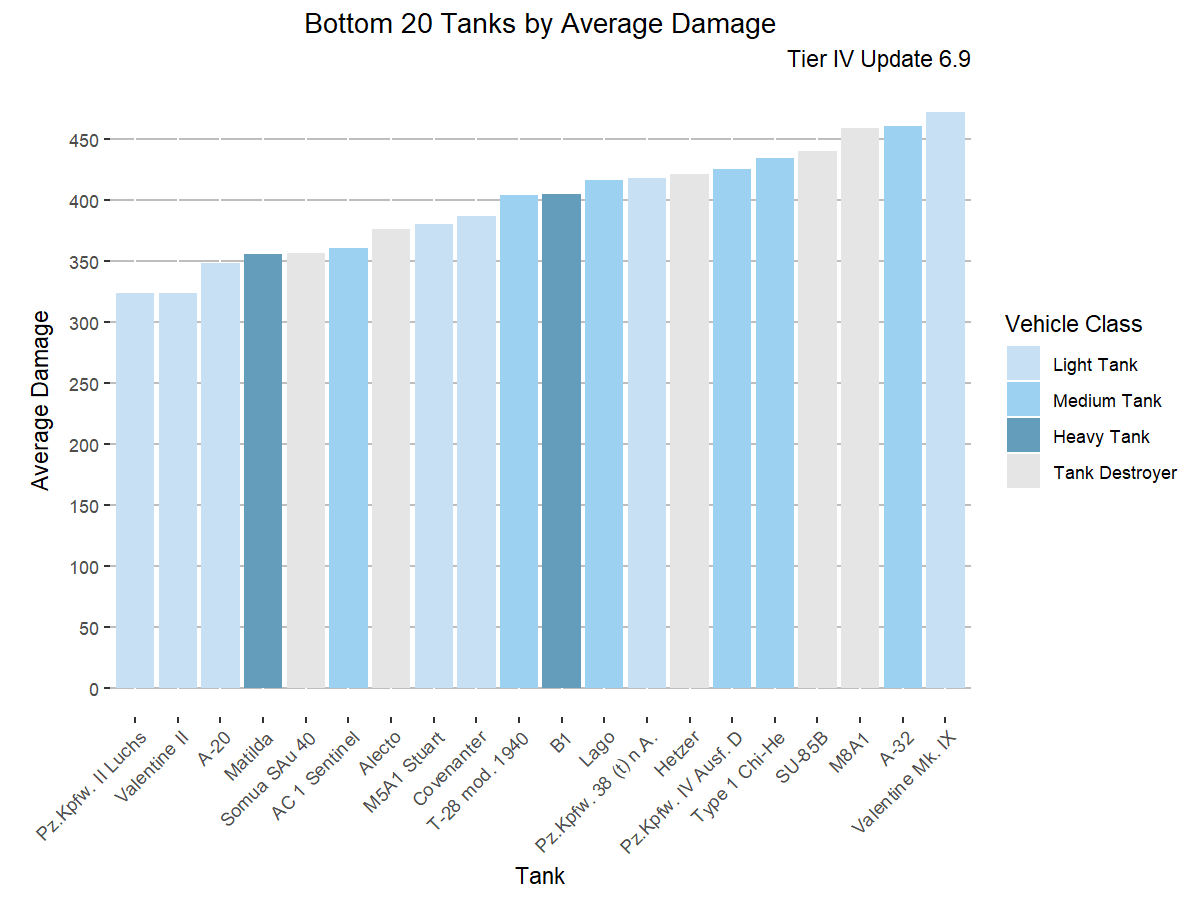 Bottom 20 Tanks by Average Damage
Tier IV Update 6.9
Average Damage
450
400
350
300
250
200
150
100
50
0
Pz.Kpfw. II Luchs
Valentine II
A-20
Matilda
Somua SAu 40
AC 1 Sentinel
Alecto
M5A1 Stuart
Covenanter
T-28 mod. 1940
B1
Lago
Pz.Kpfw. 38 (t) n A.
Hetzer
Pz.Kpfw. IV Ausf. D
Type 1 Chi-He
SU-85B
M8A1
A-32
Valentine Mk. IX
Tank
Vehicle Class
Light Tank
Medium Tank
Heavy Tank
Tank Destroyer